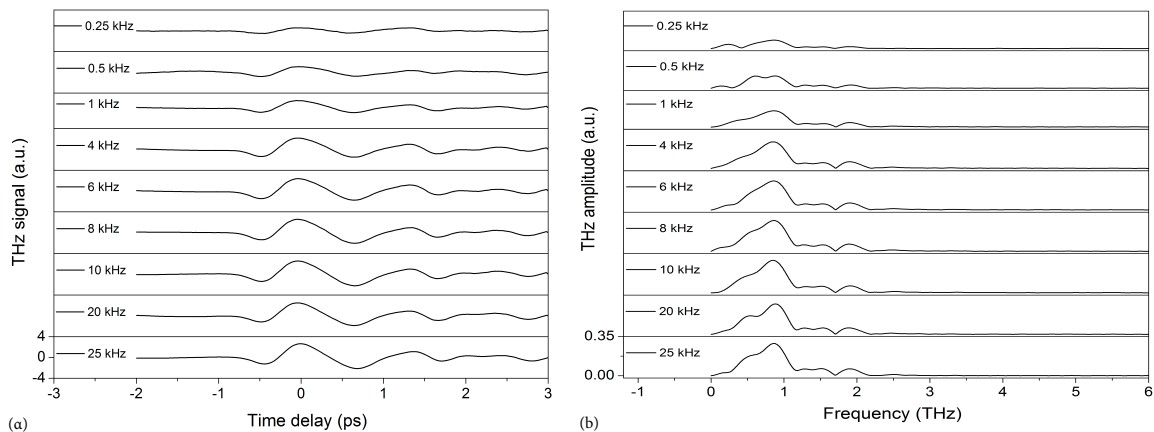 THz signal (a.u.)
0.25 kHz
0.5 kHz
1 kHz
4 kHz
6 kHz
8 kHz
10 kHz
20 kHz
25 kHz
4
0
-4
-3 -2 -1 0 1 2 3
Time delay (ps)
(a)
THz amplitude (a.u.)
0.25 kHz
0.5 kHz
1 kHz
4 kHz
6 kHz
8 kHz
10 kHz
20 kHz
25 kHz
0.35
0.00
-1 0 1 2 3 4 5 6
Frequency (THz)
(b)